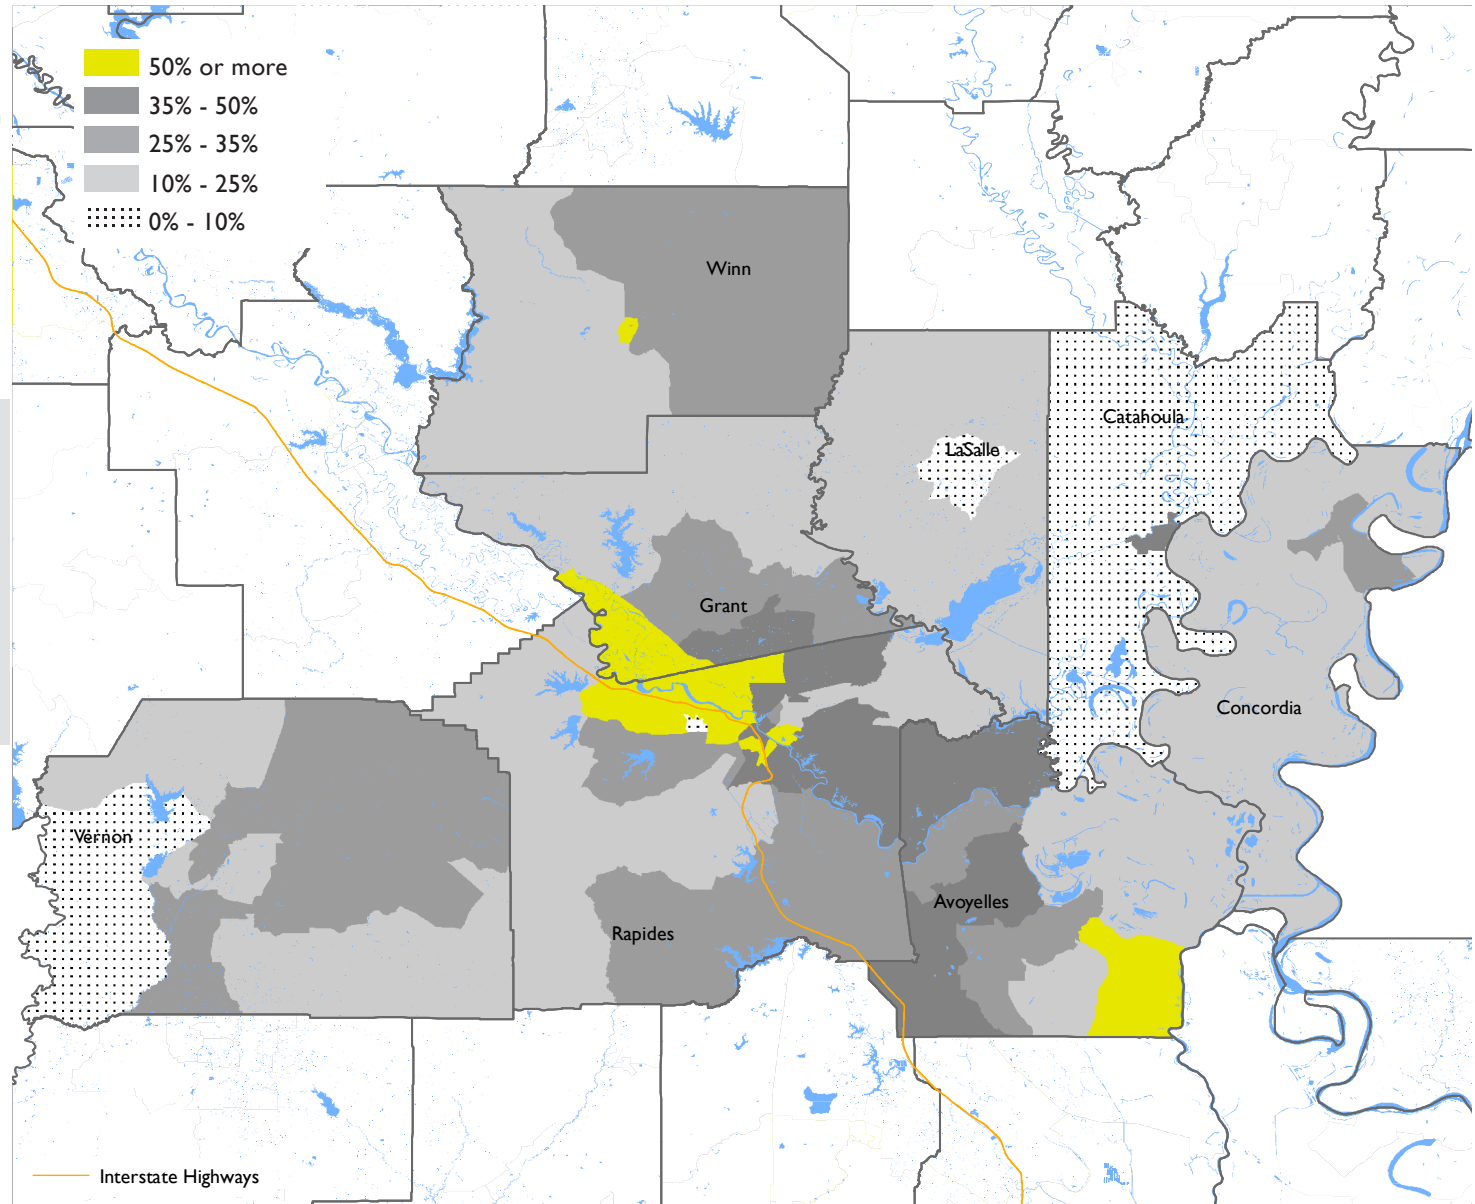 50% or more
35% - 50%
25% - 35%
10% - 25%
0% - 10%
Winn
Catahoula
LaSalle
Grant
Concordia
Vernon
Avoyelles
Rapides
Interstate Highways